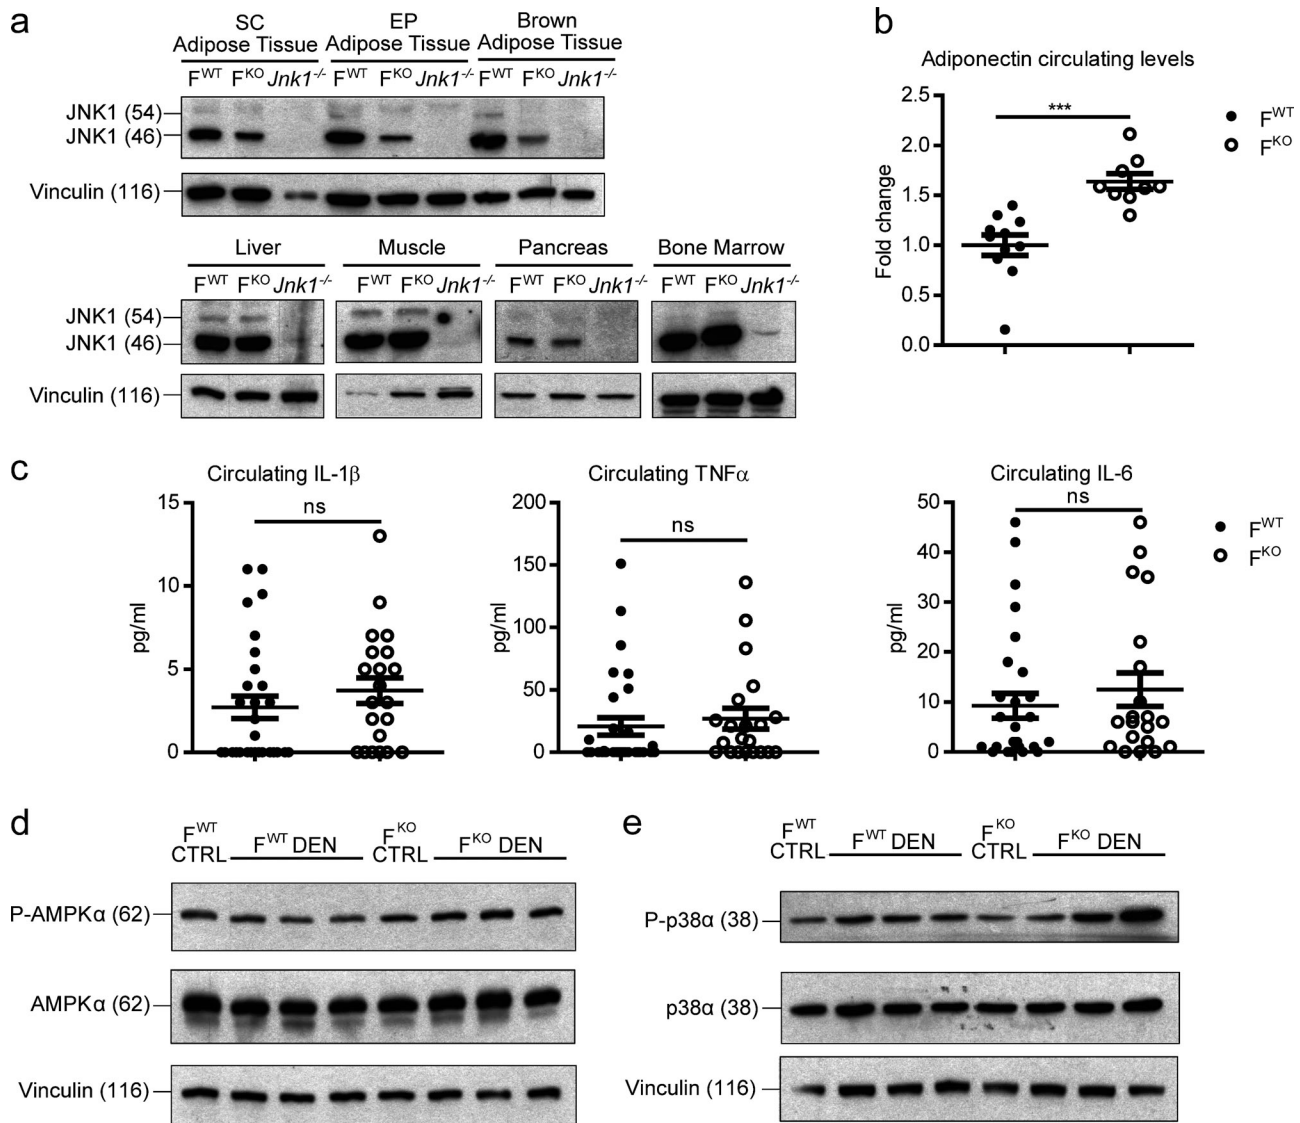 a
SC Adipose Tissue
EP Adipose Tissue
Brown Adipose Tissue
F^WT F^KO Jnk1^-/- F^WT F^KO Jnk1^-/- F^WT F^KO Jnk1^-/-
JNK1 (54)
JNK1 (46)
Vinculin (116)
Liver Muscle Pancreas Bone Marrow
F^WT F^KO Jnk1^-/- F^WT F^KO Jnk1^-/- F^WT F^KO Jnk1^-/- F^WT F^KO Jnk1^-/-
JNK1 (54)
JNK1 (46)
Vinculin (116)
b
Adiponectin circulating levels
Fold change
2.5
2.0
1.5
1.0
0.5
0.0
***
F^WT
F^KO
c
Circulating IL-1β
pg/ml
15
10
5
0
ns
Circulating TNFα
pg/ml
200
150
100
50
0
ns
Circulating IL-6
pg/ml
50
40
30
20
10
0
ns
F^WT
F^KO
d
F^WT CTRL
F^WT DEN
F^KO CTRL
F^KO DEN
P-AMPKα (62)
AMPKα (62)
Vinculin (116)
e
F^WT CTRL
F^WT DEN
F^KO CTRL
F^KO DEN
P-p38α (38)
p38α (38)
Vinculin (116)